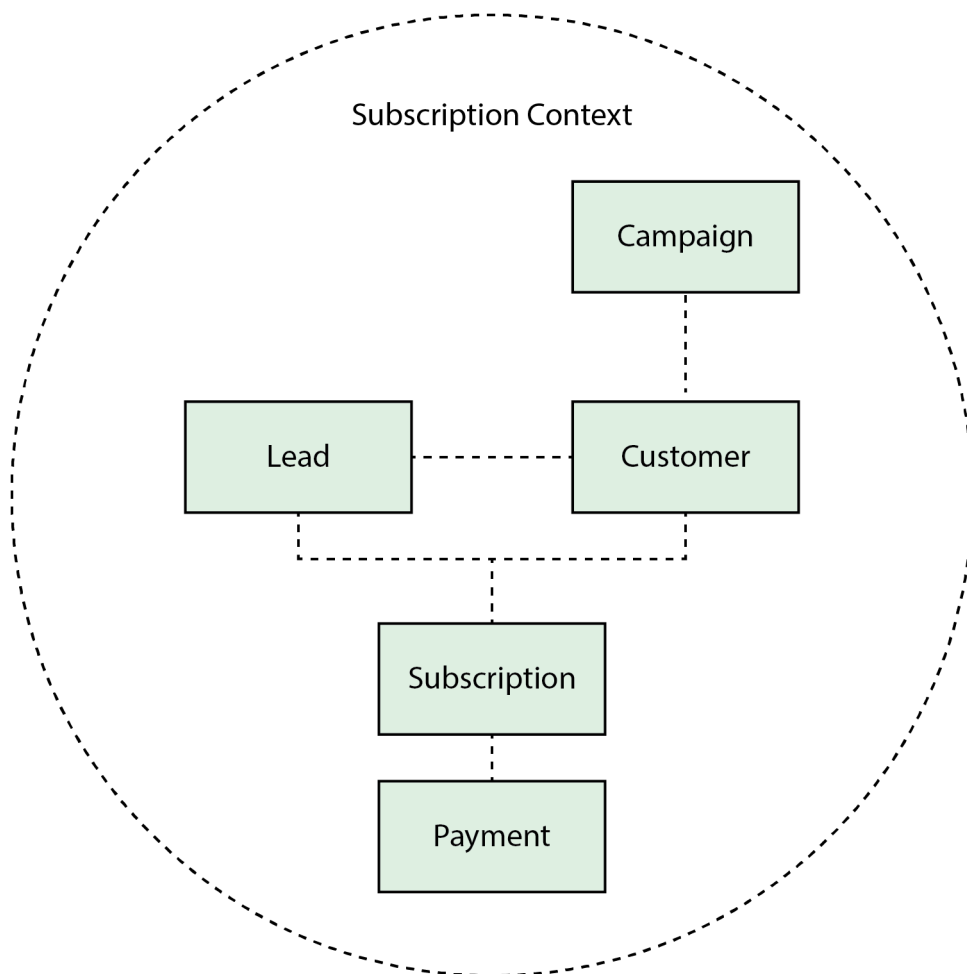 Subscription Context
Campaign
Lead
Customer
Subscription
Payment